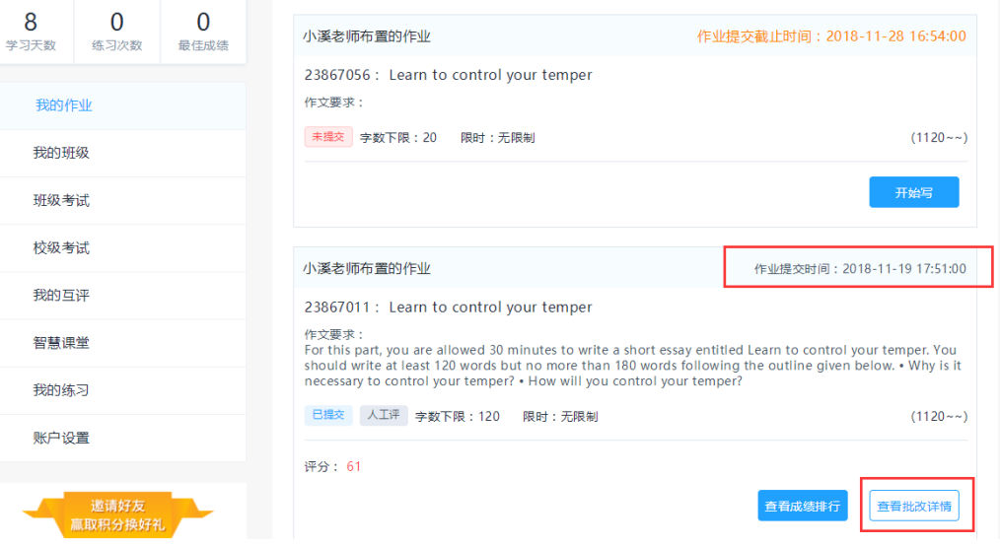 8 0 0
学习天数 练习次数 最佳成绩
我的作业
我的班级
班级考试
校级考试
我的互评
智慧课堂
我的练习
账户设置
邀请好友
赢取积分换好礼
小溪老师布置的作业 作业提交截止时间：2018-11-28 16:54:00
23867056： Learn to control your temper
作文要求：
未提交 字数下限：20 限时：无限制 (1120~~)
开始写
小溪老师布置的作业 作业提交时间：2018-11-19 17:51:00
23867011： Learn to control your temper
作文要求：
For this part, you are allowed 30 minutes to write a short essay entitled Learn to control your temper. You
should write at least 120 words but no more than 180 words following the outline given below. • Why is it
necessary to control your temper? • How will you control your temper?
已提交 人工评 字数下限：120 限时：无限制 (1120~~)
评分： 61
查看成绩排行 查看批改详情